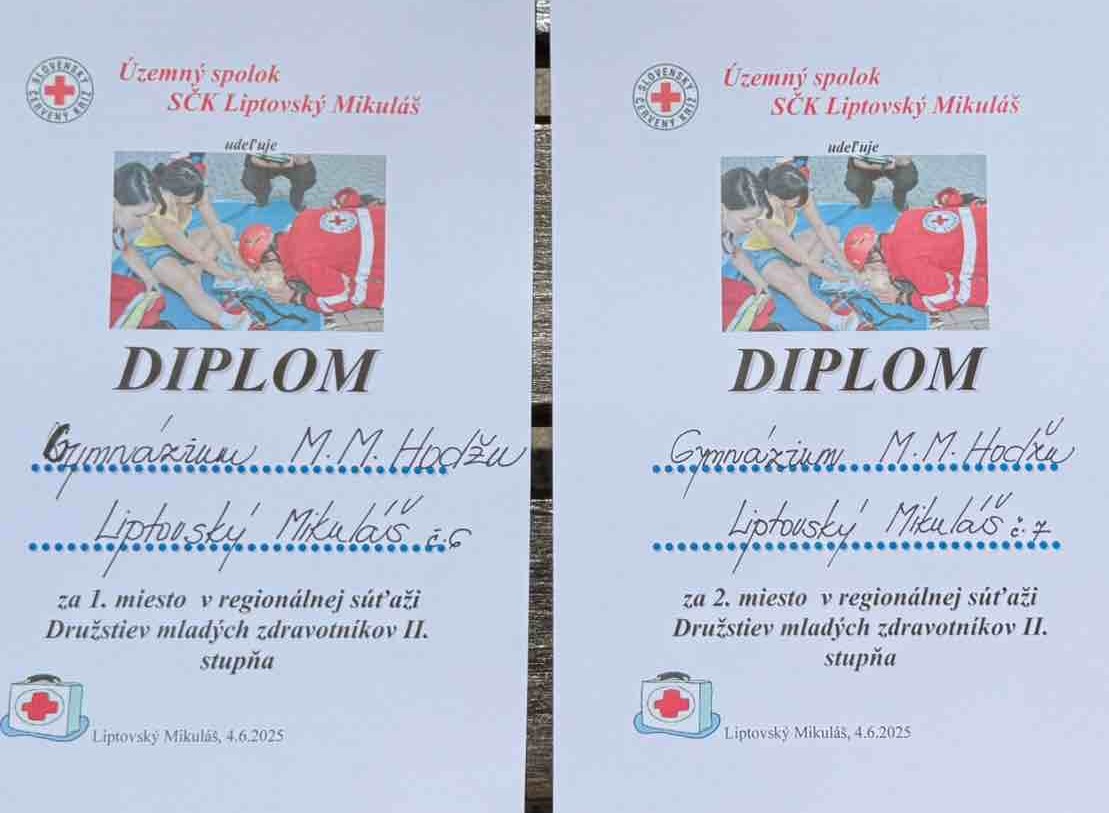 SLOVENSKÝ ČERVENÝ KRÍŽ
Územný spolok
SČK Liptovský Mikuláš
udeľuje
DIPLOM
Gymnázium M.M. Hodžu
Liptovský Mikuláš č.6
za 1. miesto v regionálnej súťaži
Družstiev mladých zdravotníkov II.
stupňa
Liptovský Mikuláš, 4.6.2025
SLOVENSKÝ ČERVENÝ KRÍŽ
Územný spolok
SČK Liptovský Mikuláš
udeľuje
DIPLOM
Gymnázium M.M. Hodžu
Liptovský Mikuláš č.7
za 2. miesto v regionálnej súťaži
Družstiev mladých zdravotníkov II.
stupňa
Liptovský Mikuláš, 4.6.2025